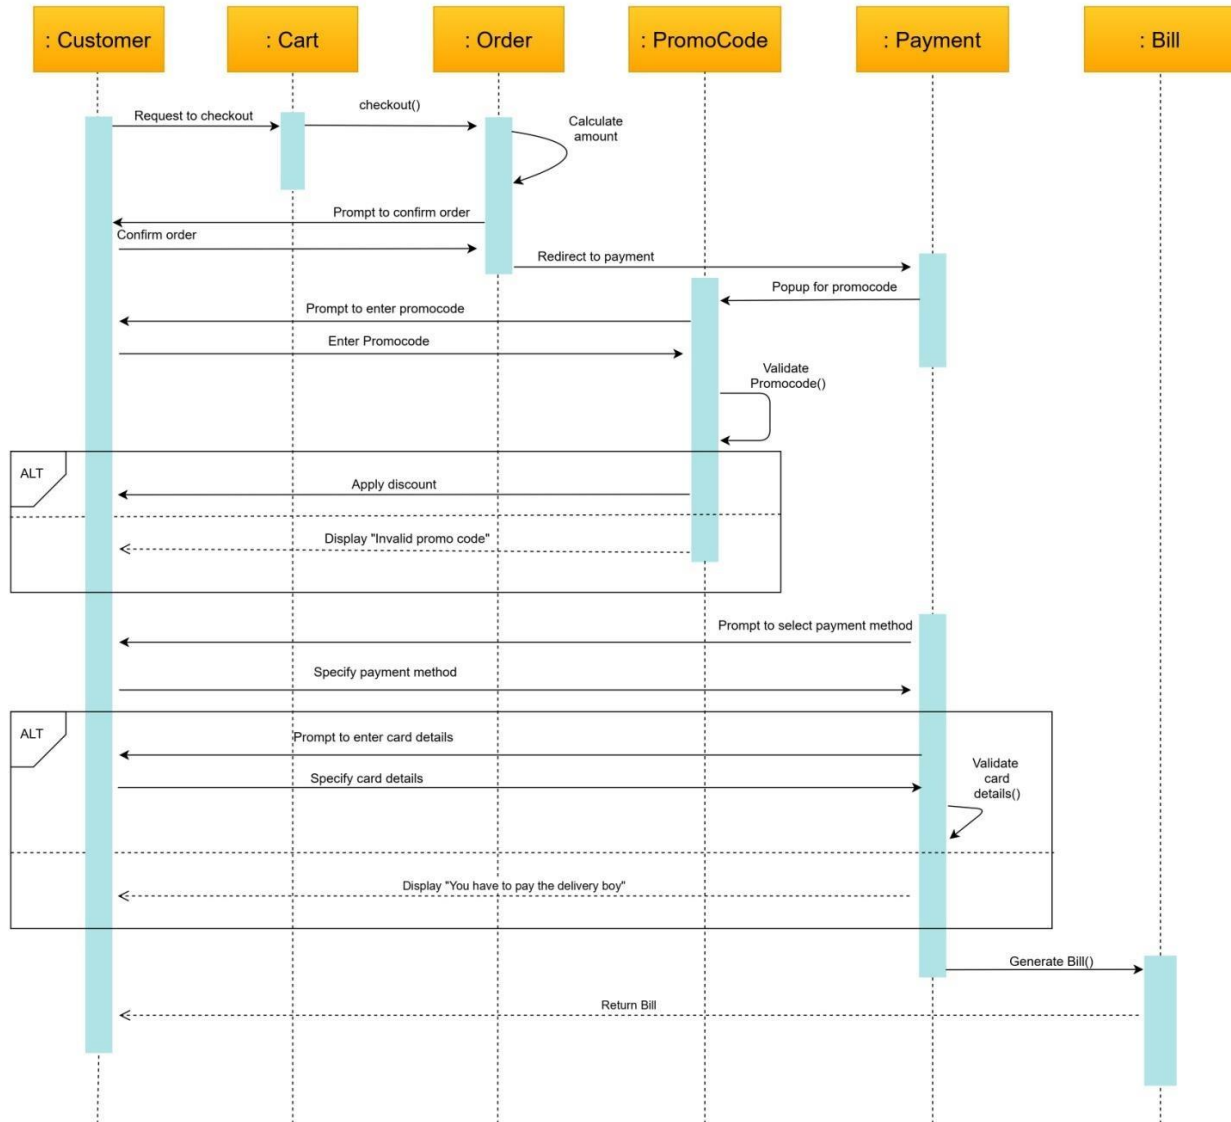 : Customer
: Cart
: Order
: PromoCode
: Payment
: Bill
Request to checkout
checkout()
Calculate
amount
Prompt to confirm order
Confirm order
Redirect to payment
Popup for promocode
Prompt to enter promocode
Enter Promocode
Validate
Promocode()
ALT
Apply discount
Display "Invalid promo code"
Prompt to select payment method
Specify payment method
ALT
Prompt to enter card details
Specify card details
Validate
card
details()
Display "You have to pay the delivery boy"
Generate Bill()
Return Bill